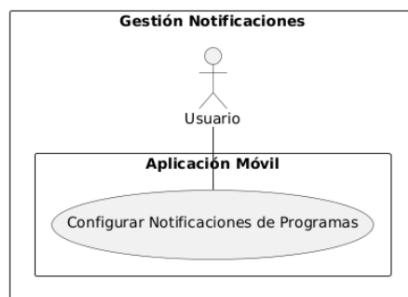 Gestión Notificaciones
Usuario
Aplicación Móvil
Configurar Notificaciones de Programas